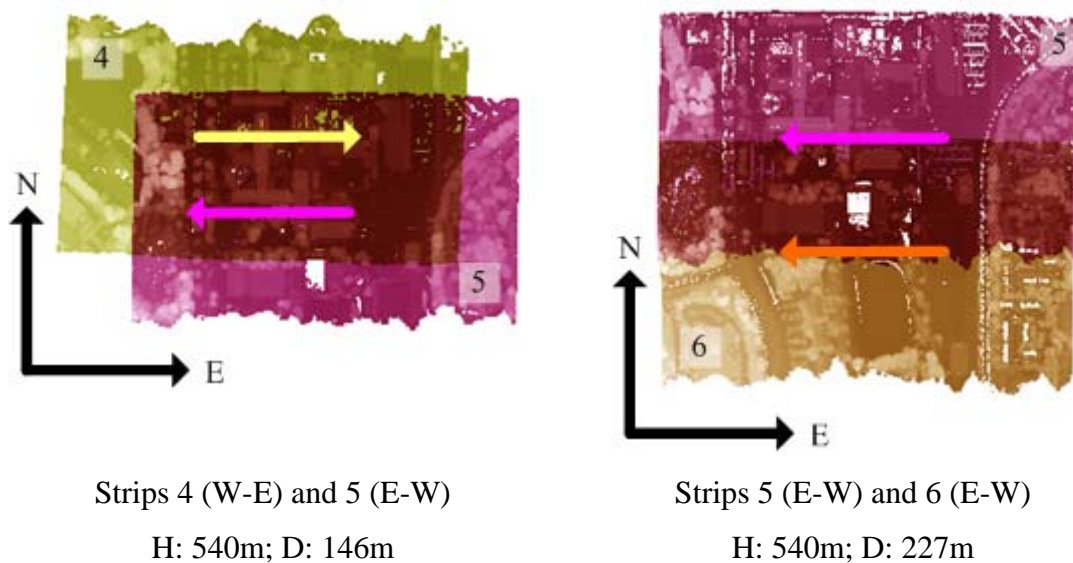 4
N
5
E
5
N
6
E
Strips 4 (W-E) and 5 (E-W)
H: 540m; D: 146m
Strips 5 (E-W) and 6 (E-W)
H: 540m; D: 227m